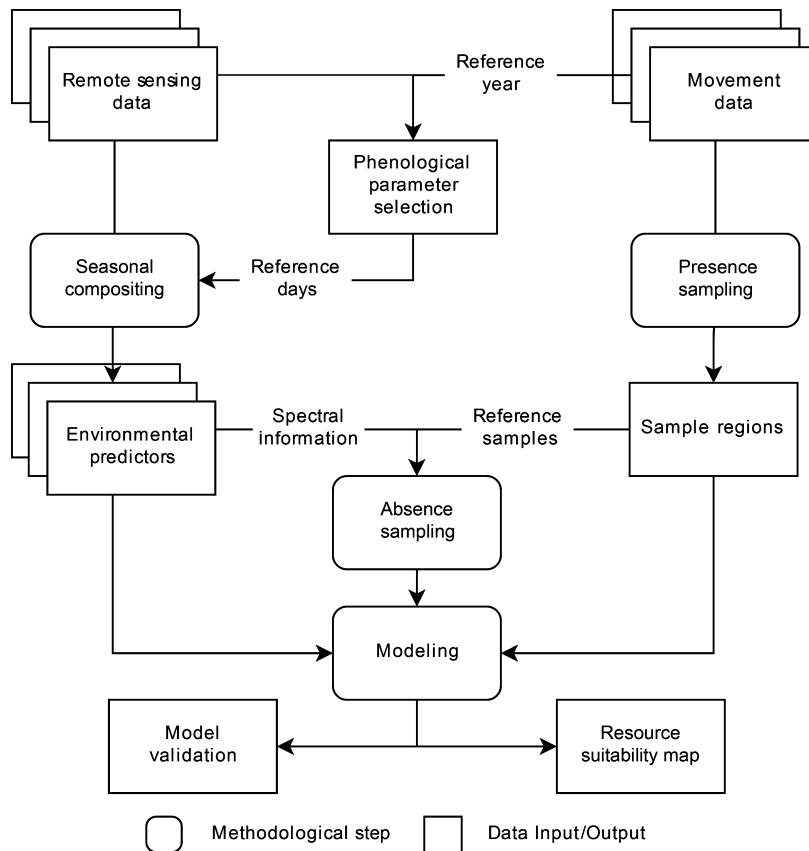 Remote sensing
data
Reference
year
Movement
data
Phenological
parameter
selection
Seasonal
compositing
Reference
days
Presence
sampling
Environmental
predictors
Spectral
information
Reference
samples
Sample regions
Absence
sampling
Modeling
Model
validation
Resource
suitability map
Methodological step
Data Input/Output